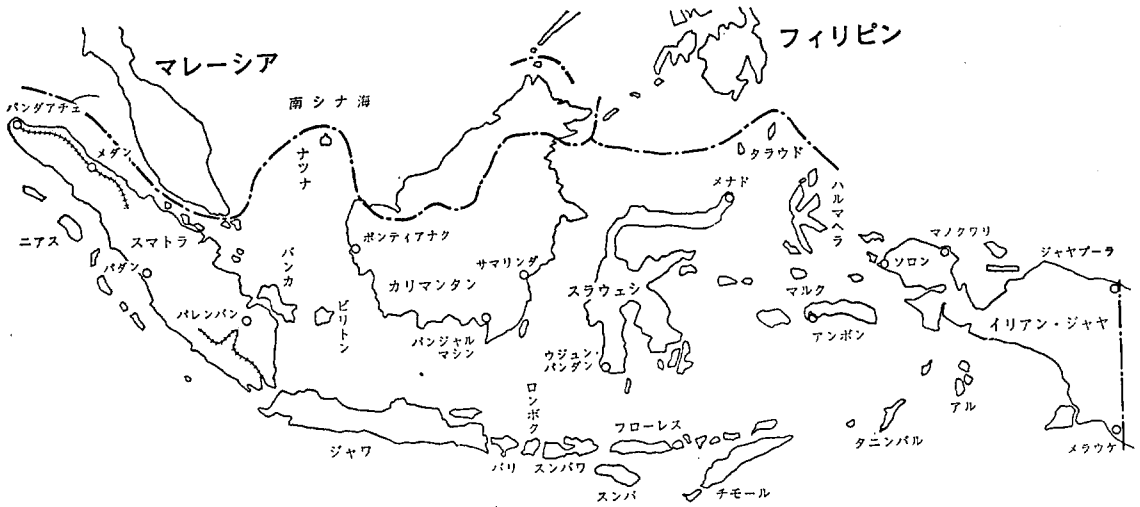 マレーシア
フィリピン
南シナ海
バンダアチェ
メダン
ナツナ
タラウド
メナド
ハルマヘラ
ニアス
スマトラ
ポンティアナク
マノクワリ
ソロン
ジャヤプーラ
パダン
バンカ
サマリンダ
カリマンタン
スラウェシ
マルク
パレンバン
ビリトン
バンジャル
マシン
アンボン
イリアン・ジャヤ
ウジュン・
パンダン
ロンボク
アル
フローレス
タニンバル
メラウケ
ジャワ
バリ
スンバワ
スンバ
チモール